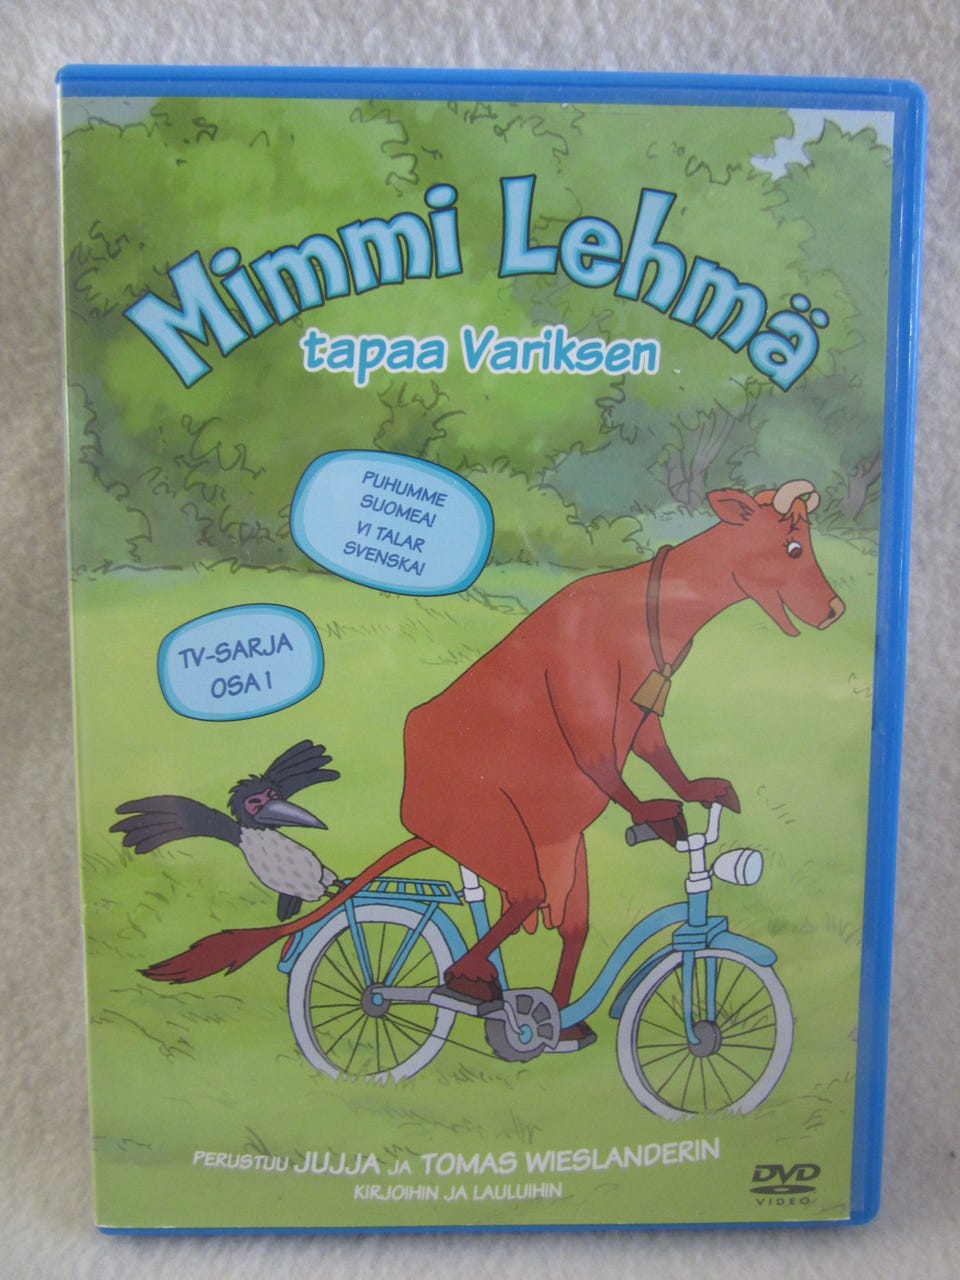 Mimmi Lehmä
tapaa Variksen
PUHUMME
SUOMEA!
VI TALAR
SVENSKA!
TV-SARJA
OSA 1
PERUSTUU JUJJA JA TOMAS WIESLANDERIN
KIRJOIHIN JA LAULUIHIN
DVD
VIDEO